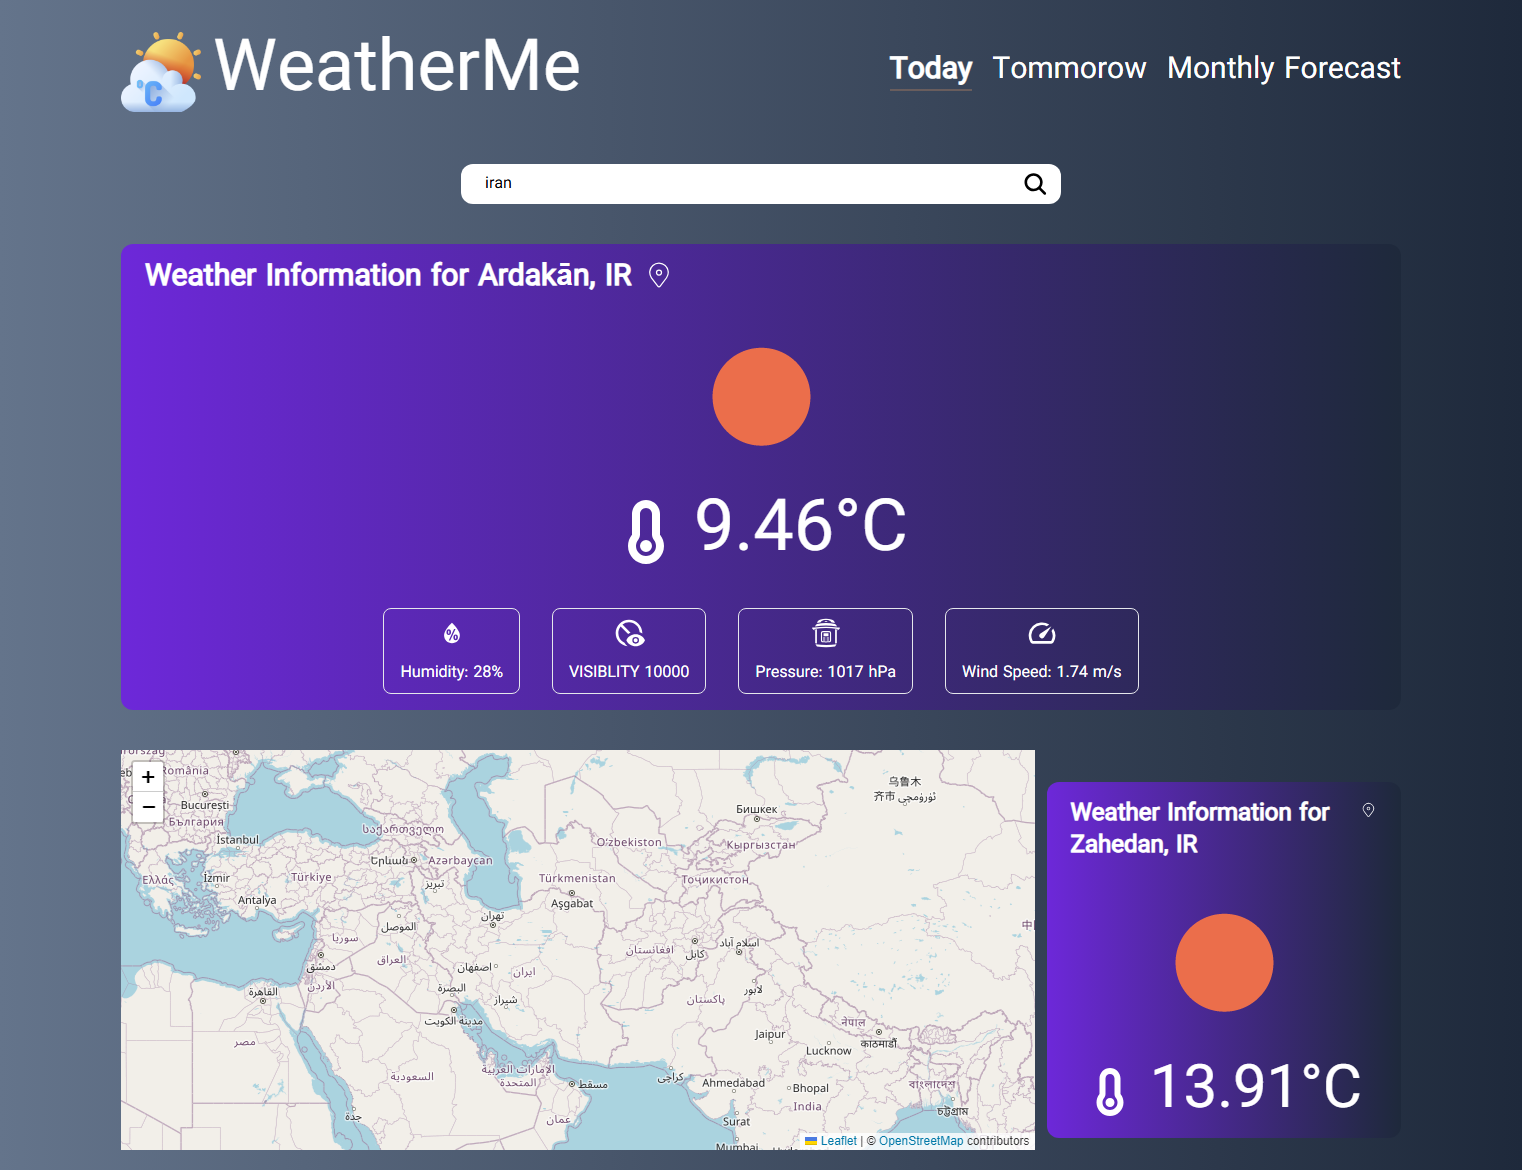 °C
WeatherMe
Today Tommorow Monthly Forecast
iran
Weather Information for Ardakān, IR
9.46°C
%
Humidity: 28%
VISIBLITY 10000
Pressure: 1017 hPa
Wind Speed: 1.74 m/s
+
−
România
București
България
İstanbul
Ελλάς
İzmir
Türkiye
Antalya
საქართველო
Երևան
Azərbaycan
تبریز
O'zbekiston
Türkmenistan
Aşgabat
Бишкек
Кыргызстан
Тоҷикистон
乌鲁木
齐市 ئۈرۈمچى
تهران
الموصل
سوريا
دمشق
العراق
الأردن
اصفهان
ایران
البصرة
شیراز
مدينة الكويت
القاهرة
مصر
السعودية
جدة
الإمارات العربية
المتحدة
مسقط
عمان
افغانستان
کابل
اسلام آباد
لاہور
پاکستان
کراچی
Jaipur
Lucknow
नेपाल
काठमाडौं
Ahmedabad
Bhopal
India
Surat
Mumbai
বাংলাদেশ
চট্টগ্রাম
Leaflet | © OpenStreetMap contributors
Weather Information for
Zahedan, IR
13.91°C